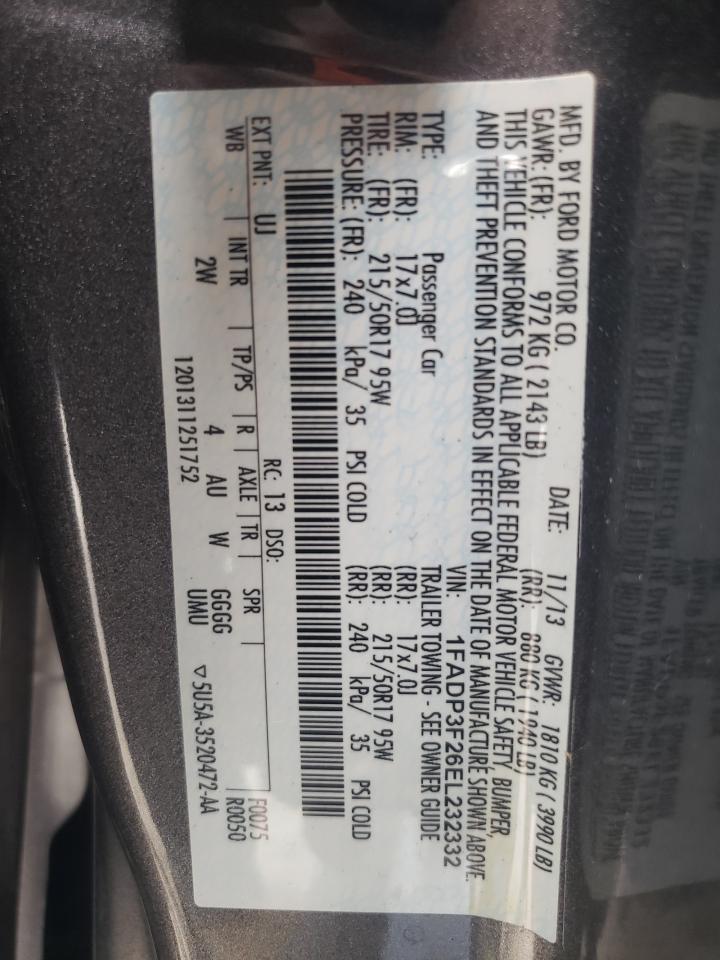 MFD. BY FORD MOTOR CO. DATE: 11/13 GVWR: 1810 KG ( 3990 LB)
GAWR: (FR): 972 KG ( 2143 LB) (RR): 880 KG ( 1940 LB)
THIS VEHICLE CONFORMS TO ALL APPLICABLE FEDERAL MOTOR VEHICLE SAFETY, BUMPER,
AND THEFT PREVENTION STANDARDS IN EFFECT ON THE DATE OF MANUFACTURE SHOWN ABOVE.
VIN: 1FADP3F26EL232332
TYPE: Passenger Car TRAILER TOWING - SEE OWNER GUIDE
RIM: (FR): 17x7.0J (RR): 17x7.0J
TIRE: (FR): 215/50R17 95W (RR): 215/50R17 95W
PRESSURE: (FR): 240 kPa/ 35 PSI COLD (RR): 240 kPa/ 35 PSI COLD
RC: 13 DSO:
EXT PNT: UJ F0075
WB INT TR TP/PS R AXLE TR SPR R0050
2W 4 AU W GGGG
UMU
1201311251752 ▽5U5A-3520472-AA